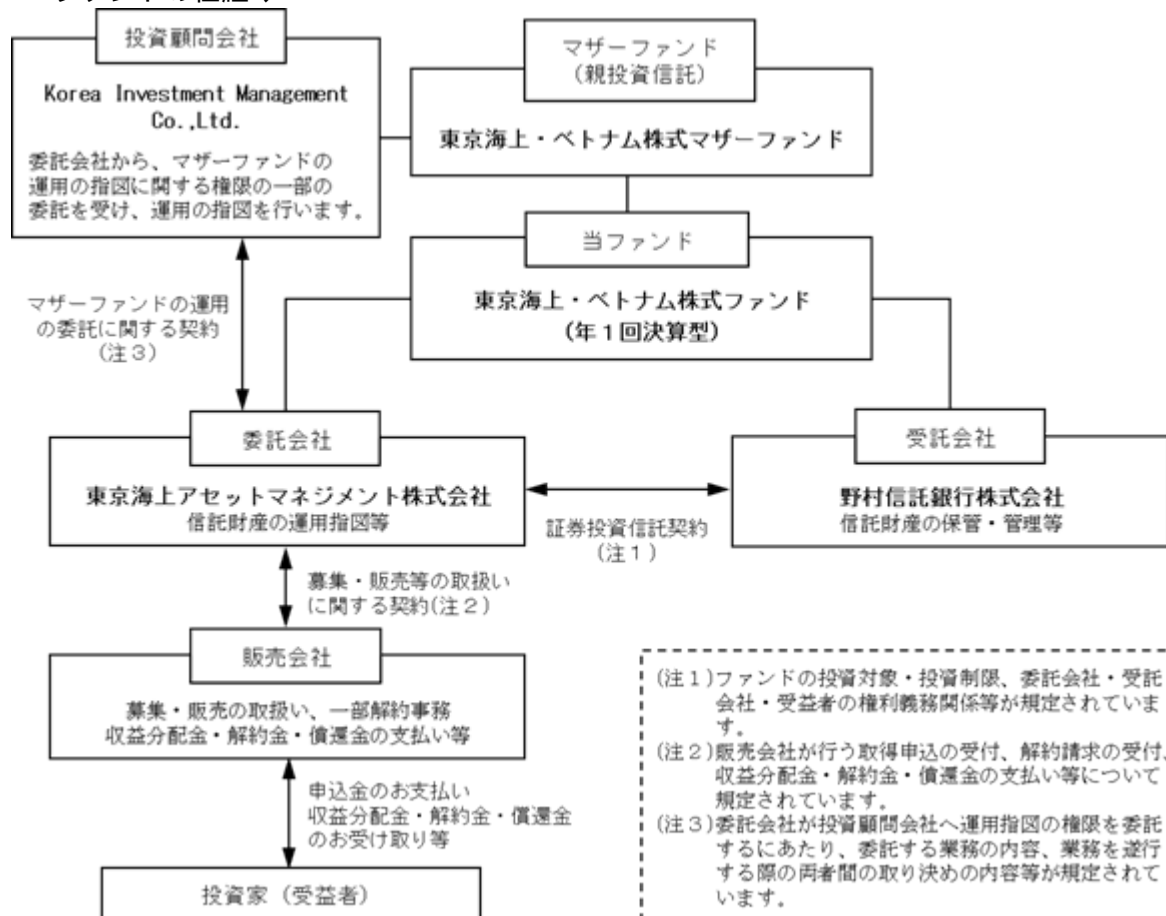 投資顧問会社
Korea Investment Management
Co.,Ltd.
委託会社から、マザーファンドの
運用の指図に関する権限の一部の
委託を受け、運用の指図を行います。
マザーファンド
(親投資信託)
東京海上・ベトナム株式マザーファンド
当ファンド
東京海上・ベトナム株式ファンド
(年1回決算型)
マザーファンドの運用
の委託に関する契約
(注3)
委託会社
東京海上アセットマネジメント株式会社
信託財産の運用指図等
証券投資信託契約
(注1)
受託会社
野村信託銀行株式会社
信託財産の保管・管理等
募集・販売等の取扱い
に関する契約(注2)
販売会社
募集・販売の取扱い、一部解約事務
収益分配金・解約金・償還金の支払い等
申込金のお支払い
収益分配金・解約金・償還金
のお受け取り等
投資家（受益者）
(注1)ファンドの投資対象・投資制限、委託会社・受託
会社・受益者の権利義務関係等が規定されていま
す。
(注2)販売会社が行う取得申込の受付、解約請求の受付、
収益分配金・解約金・償還金の支払い等について
規定されています。
(注3)委託会社が投資顧問会社へ運用指図の権限を委託
するにあたり、委託する業務の内容、業務を遂行
する際の両者間の取り決めの内容等が規定されて
います。